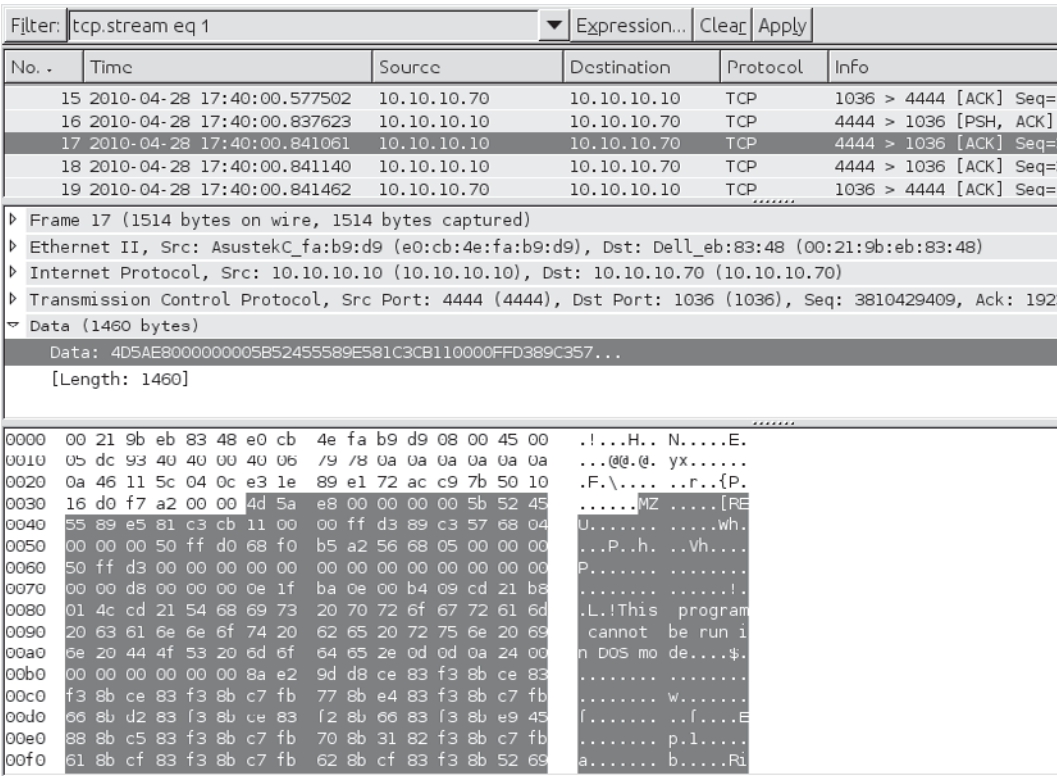 Filter: tcp.stream eq 1 Expression... Clear Apply
No. . Time Source Destination Protocol Info
15 2010-04-28 17:40:00.577502 10.10.10.70 10.10.10.10 TCP 1036 > 4444 [ACK] Seq=
16 2010-04-28 17:40:00.837623 10.10.10.10 10.10.10.70 TCP 4444 > 1036 [PSH, ACK]
17 2010-04-28 17:40:00.841061 10.10.10.10 10.10.10.70 TCP 4444 > 1036 [ACK] Seq=
18 2010-04-28 17:40:00.841140 10.10.10.10 10.10.10.70 TCP 4444 > 1036 [ACK] Seq=
19 2010-04-28 17:40:00.841462 10.10.10.70 10.10.10.10 TCP 1036 > 4444 [ACK] Seq=
Frame 17 (1514 bytes on wire, 1514 bytes captured)
Ethernet II, Src: AsustekC_fa:b9:d9 (e0:cb:4e:fa:b9:d9), Dst: Dell_eb:83:48 (00:21:9b:eb:83:48)
Internet Protocol, Src: 10.10.10.10 (10.10.10.10), Dst: 10.10.10.70 (10.10.10.70)
Transmission Control Protocol, Src Port: 4444 (4444), Dst Port: 1036 (1036), Seq: 3810429409, Ack: 192
Data (1460 bytes)
Data: 4D5AE8000000005B52455589E581C3CB110000FFD389C357...
[Length: 1460]
0000 00 21 9b eb 83 48 e0 cb 4e fa b9 d9 08 00 45 00 .!...H.. N.....E.
0010 05 dc 93 40 40 00 40 06 79 78 0a 0a 0a 0a 0a 0a ...@@.@. yx......
0020 0a 46 11 5c 04 0c e3 1e 89 e1 72 ac c9 7b 50 10 .F.\.... ..r..{P.
0030 16 d0 f7 a2 00 00 4d 5a e8 00 00 00 00 5b 52 45 ......MZ .....[RE
0040 55 89 e5 81 c3 cb 11 00 00 ff d3 89 c3 57 68 04 U....... .....Wh.
0050 00 00 00 50 ff d0 68 f0 b5 a2 56 68 05 00 00 00 ...P..h. ..Vh....
0060 50 ff d3 00 00 00 00 00 00 00 00 00 00 00 00 00 P....... ........
0070 00 00 d8 00 00 00 0e 1f ba 0e 00 b4 09 cd 21 b8 ........ ......!.
0080 01 4c cd 21 54 68 69 73 20 70 72 6f 67 72 61 6d .L.!This program
0090 20 63 61 6e 6e 6f 74 20 62 65 20 72 75 6e 20 69 cannot be run i
00a0 6e 20 44 4f 53 20 6d 6f 64 65 2e 0d 0d 0a 24 00 n DOS mo de....$.
00b0 00 00 00 00 00 00 8a e2 9d d8 ce 83 f3 8b ce 83 ........ ........
00c0 f3 8b ce 83 f3 8b c7 fb 77 8b e4 83 f3 8b c7 fb ........ w.......
00d0 66 8b d2 83 f3 8b ce 83 f2 8b 66 83 f3 8b e9 45 f....... ..f....E
00e0 88 8b c5 83 f3 8b c7 fb 70 8b 31 82 f3 8b c7 fb ........ p.1.....
00f0 61 8b cf 83 f3 8b c7 fb 62 8b cf 83 f3 8b 52 69 a....... b.....Ri